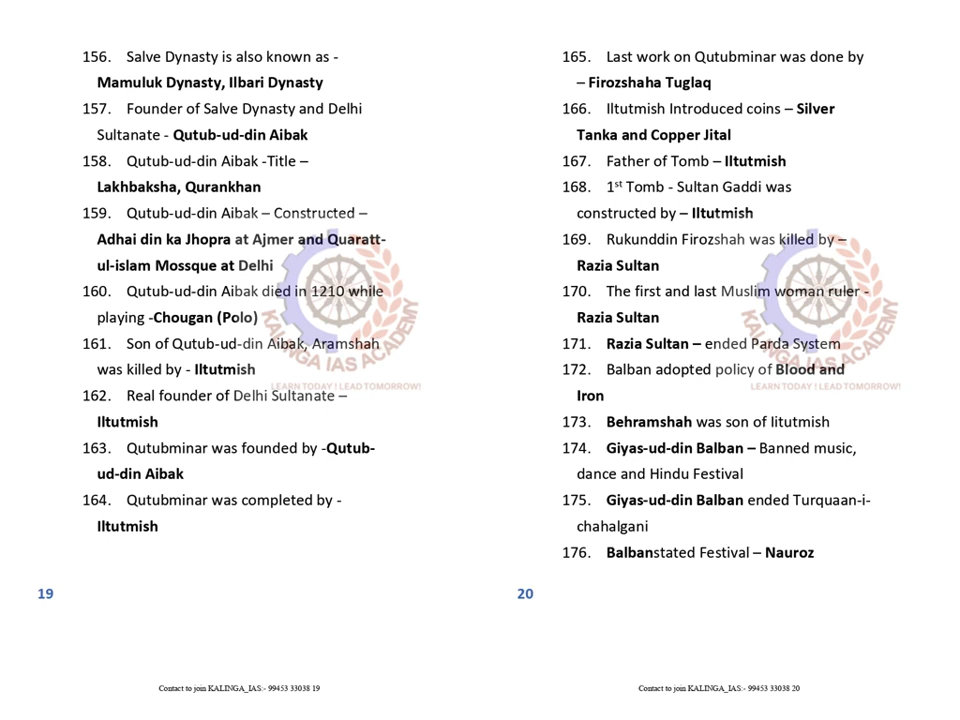 156. Salve Dynasty is also known as -
Mamuluk Dynasty, Ilbari Dynasty
157. Founder of Salve Dynasty and Delhi
Sultanate - Qutub-ud-din Aibak
158. Qutub-ud-din Aibak -Title –
Lakhbaksha, Qurankhan
159. Qutub-ud-din Aibak – Constructed –
Adhai din ka Jhopra at Ajmer and Quaratt-
ul-islam Mossque at Delhi
160. Qutub-ud-din Aibak died in 1210 while
playing -Chougan (Polo)
161. Son of Qutub-ud-din Aibak, Aramshah
was killed by - Iltutmish
162. Real founder of Delhi Sultanate –
Iltutmish
163. Qutubminar was founded by -Qutub-
ud-din Aibak
164. Qutubminar was completed by -
Iltutmish
KALINGA IAS ACADEMY
LEARN TODAY ! LEAD TOMORROW!
19
Contact to join KALINGA_IAS:- 99453 33038 19
165. Last work on Qutubminar was done by
– Firozshaha Tuglaq
166. Iltutmish Introduced coins – Silver
Tanka and Copper Jital
167. Father of Tomb – Iltutmish
168. 1st Tomb - Sultan Gaddi was
constructed by – Iltutmish
169. Rukunddin Firozshah was killed by –
Razia Sultan
170. The first and last Muslim woman ruler -
Razia Sultan
171. Razia Sultan – ended Parda System
172. Balban adopted policy of Blood and
Iron
173. Behramshah was son of Iitutmish
174. Giyas-ud-din Balban – Banned music,
dance and Hindu Festival
175. Giyas-ud-din Balban ended Turquaan-i-
chahalgani
176. Balbanstated Festival – Nauroz
KALINGA IAS ACADEMY
LEARN TODAY ! LEAD TOMORROW!
20
Contact to join KALINGA_IAS:- 99453 33038 20